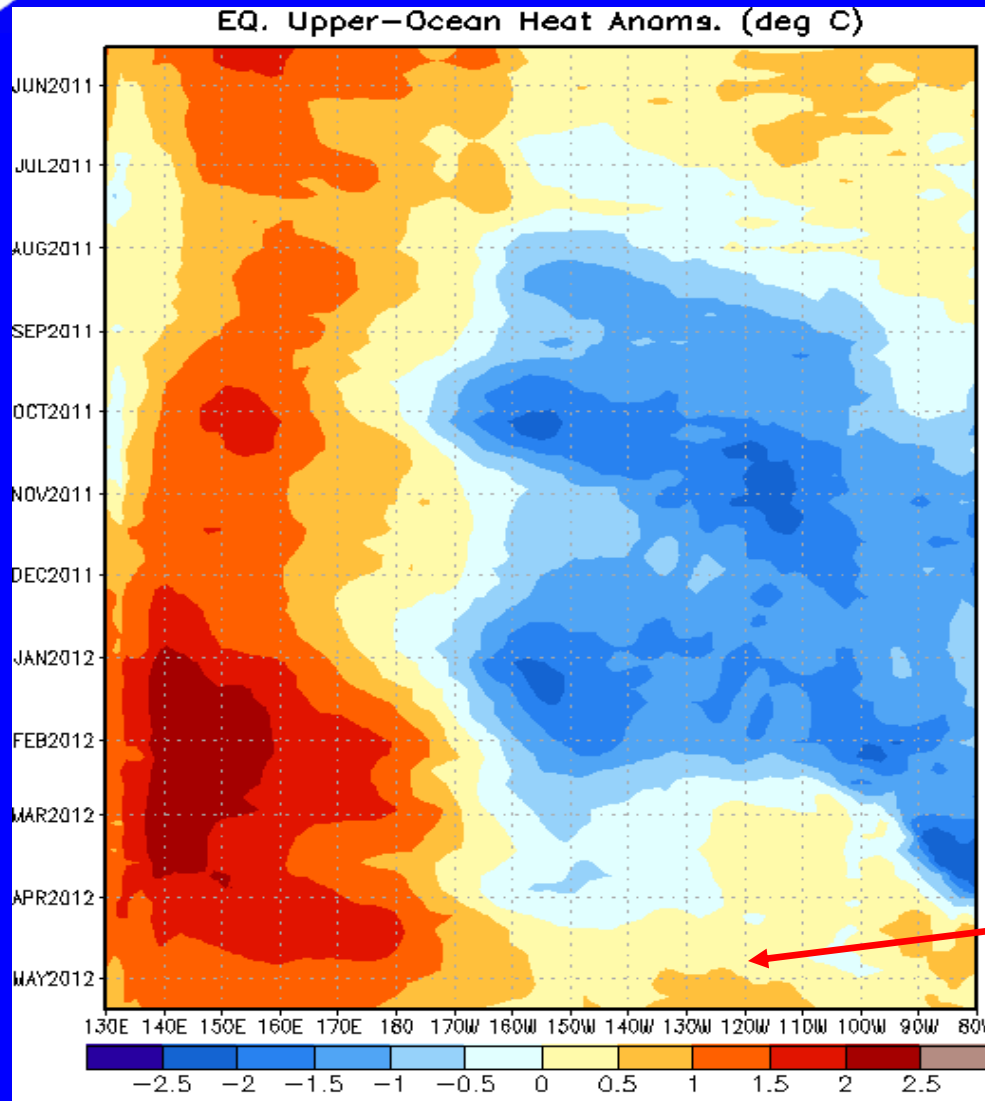 EQ. Upper-Ocean Heat Anoms. (deg C)
JUN2011
JUL2011
AUG2011
SEP2011
OCT2011
NOV2011
DEC2011
JAN2012
FEB2012
MAR2012
APR2012
MAY2012
130E 140E 150E 160E 170E 180 170W 160W 150W 140W 130W 120W 110W 100W 90W 80W
-2.5 -2 -1.5 -1 -0.5 0 0.5 1 1.5 2 2.5